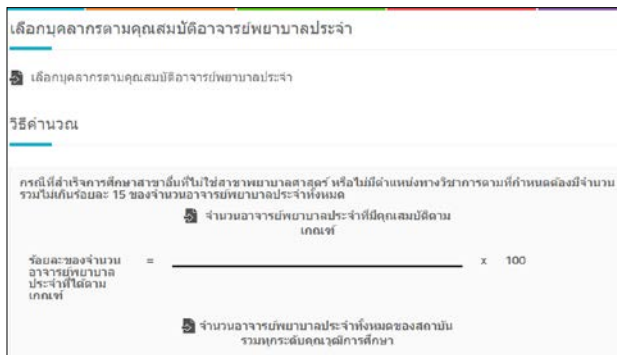 เลือกบุคลากรตามคุณสมบัติอาจารย์พยาบาลประจำ
เลือกบุคลากรตามคุณสมบัติอาจารย์พยาบาลประจำ
วิธีคำนวณ
กรณีที่สำเร็จการศึกษาสาขาอื่นที่ไม่ใช่สาขาพยาบาลศาสตร์ หรือไม่มีตำแหน่งทางวิชาการตามที่กำหนดต้องมีจำนวน
รวมไม่เกินร้อยละ 15 ของจำนวนอาจารย์พยาบาลประจำทั้งหมด
จำนวนอาจารย์พยาบาลประจำที่มีคุณสมบัติตาม
เกณฑ์
ร้อยละของจำนวน = x 100
อาจารย์พยาบาล
ประจำที่ได้ตาม
เกณฑ์
จำนวนอาจารย์พยาบาลประจำทั้งหมดของสถาบัน
รวมทุกระดับคุณวุฒิการศึกษา